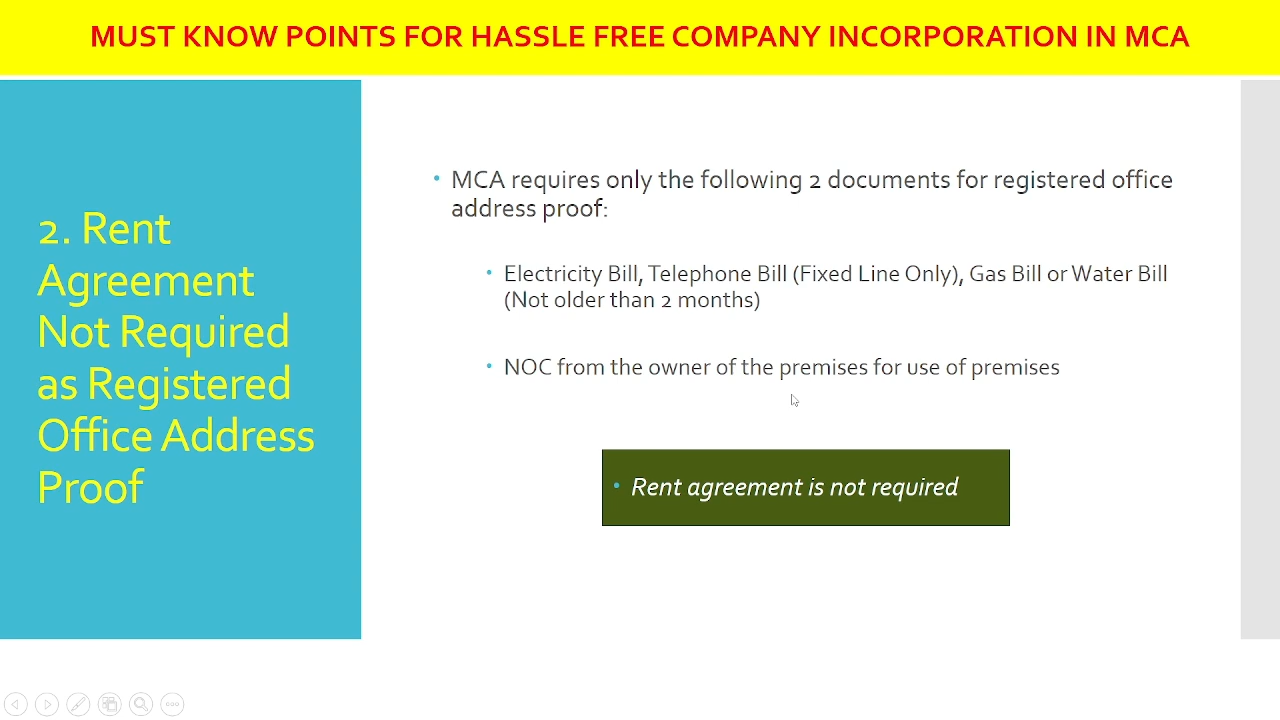 MUST KNOW POINTS FOR HASSLE FREE COMPANY INCORPORATION IN MCA
2. Rent
Agreement
Not Required
as Registered
Office Address
Proof
• MCA requires only the following 2 documents for registered office
address proof:
• Electricity Bill, Telephone Bill (Fixed Line Only), Gas Bill or Water Bill
(Not older than 2 months)
• NOC from the owner of the premises for use of premises
• Rent agreement is not required